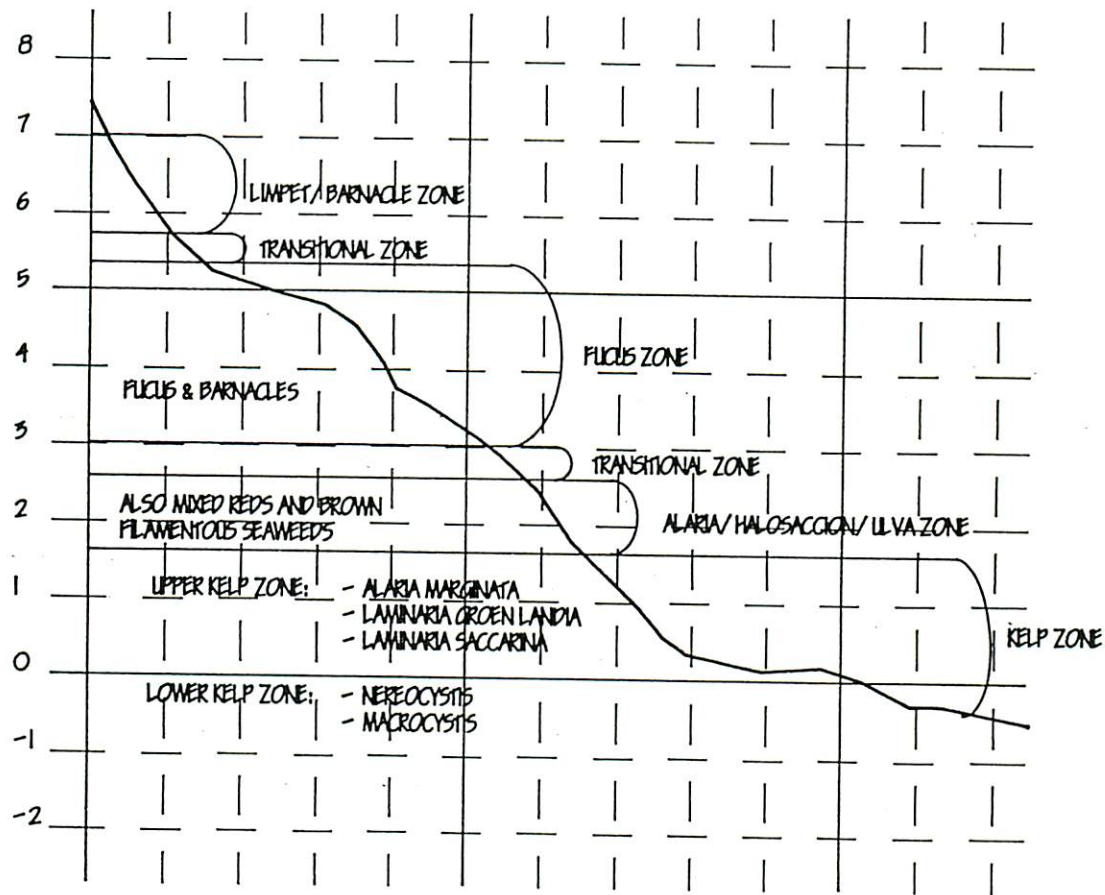 8
7
LIMPET/BARNACLE ZONE
6
TRANSITIONAL ZONE
5
FUCUS ZONE
4
FUCUS & BARNACLES
3
TRANSITIONAL ZONE
ALSO MIXED REDS AND BROWN
FILAMENTOUS SEAWEEDS
2
ALARIA/HALOSACCION/ULVA ZONE
1
UPPER KELP ZONE: - ALARIA MARGINATA
- LAMINARIA GROEN LANDIA
- LAMINARIA SACCARINA
KELP ZONE
0
LOWER KELP ZONE: - NEREOCYSTIS
- MACROCYSTIS
-1
-2